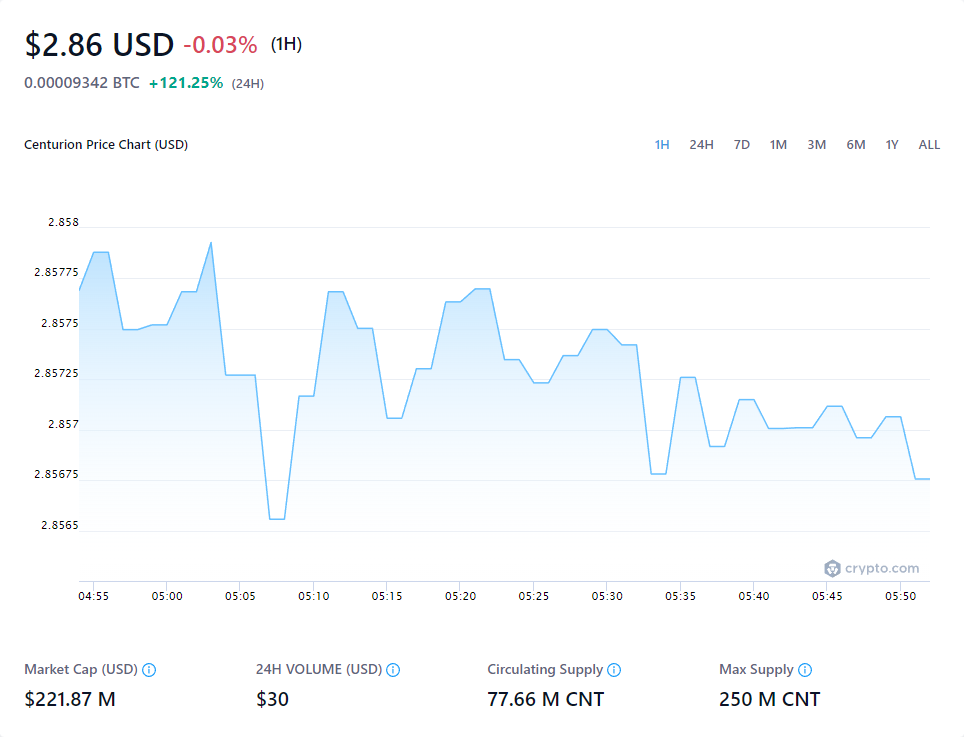 $2.86 USD -0.03% (1H)
0.00009342 BTC +121.25% (24H)
Centurion Price Chart (USD) 1H 24H 7D 1M 3M 6M 1Y ALL
2.858
2.85775
2.8575
2.85725
2.857
2.85675
2.8565
crypto.com
04:55 05:00 05:05 05:10 05:15 05:20 05:25 05:30 05:35 05:40 05:45 05:50
Market Cap (USD) 24H VOLUME (USD) Circulating Supply Max Supply
$221.87 M $30 77.66 M CNT 250 M CNT